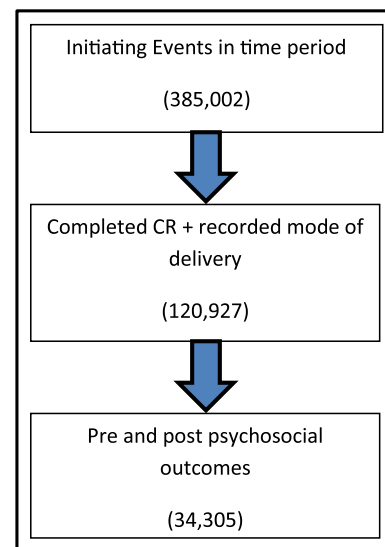 Initiating Events in time period
(385,002)
Completed CR + recorded mode of
delivery
(120,927)
Pre and post psychosocial
outcomes
(34,305)